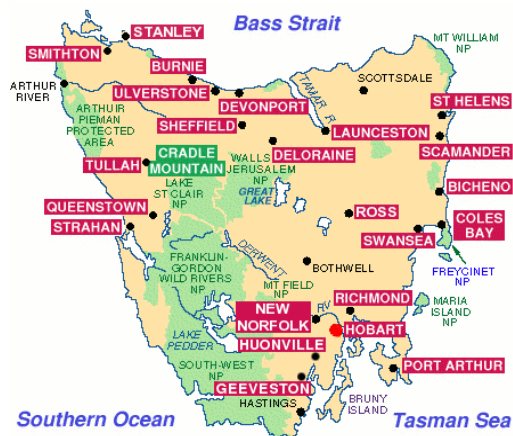 Bass Strait
STANLEY
SMITHTON
MT WILLIAM
NP
BURNIE
ARTHUR
RIVER
ULVERSTONE
DEVONPORT
TAMAR R
SCOTTSDALE
ST HELENS
ARTHUR
PIEMAN
PROTECTED
AREA
SHEFFIELD
LAUNCESTON
SCAMANDER
DELORAINE
CRADLE
MOUNTAIN
TULLAH
WALLS
JERUSALEM
NP
LAKE
ST CLAIR
NP
GREAT
LAKE
BICHENO
QUEENSTOWN
STRAHAN
ROSS
COLES
BAY
SWANSEA
DERWENT
FRANKLIN-
GORDON
WILD RIVERS
NP
BOTHWELL
FREYCINET
NP
MT FIELD
NP
RV
RICHMOND
MARIA
ISLAND
NP
NEW
NORFOLK
HOBART
LAKE
PEDDER
HUONVILLE
SOUTH-WEST
NP
PORT ARTHUR
GEEVESTON
HASTINGS
BRUNY
ISLAND
Southern Ocean
Tasman Sea